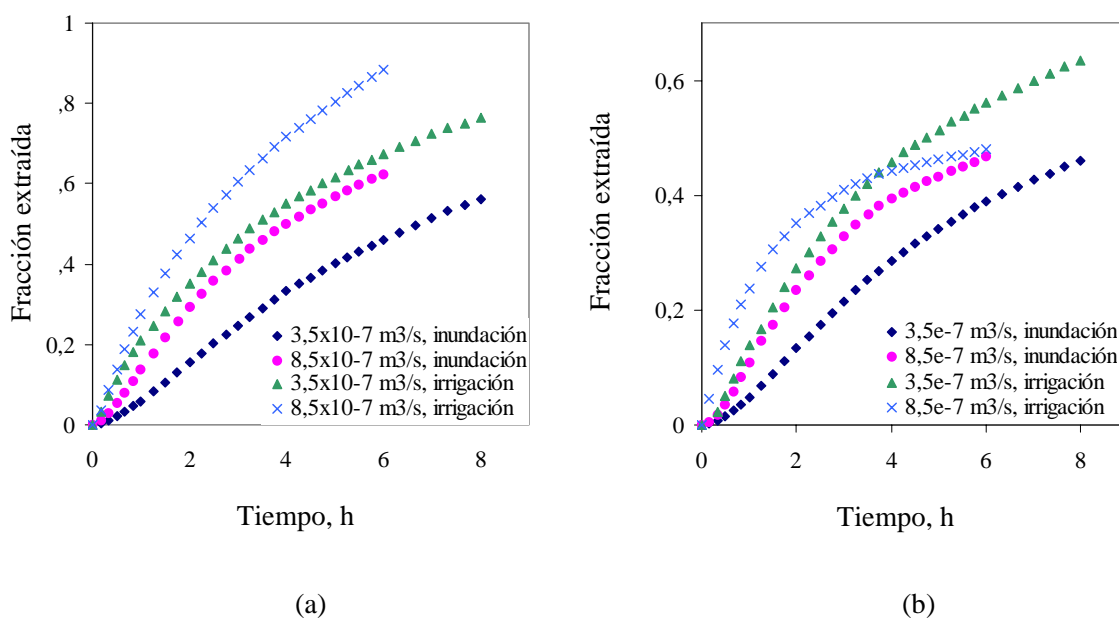 Fracción extraída
1
,8
,6
,4
0,2
0
0 2 4 6 8
3,5x10-7 m3/s, inundación
8,5x10-7 m3/s, inundación
3,5x10-7 m3/s, irrigación
8,5x10-7 m3/s, irrigación
Tiempo, h
(a)
Fracción extraída
0,6
0,4
0,2
0
0 2 4 6 8
3,5e-7 m3/s, inundación
8,5e-7 m3/s, inundación
3,5e-7 m3/s, irrigación
8,5e-7 m3/s, irrigación
Tiempo, h
(b)